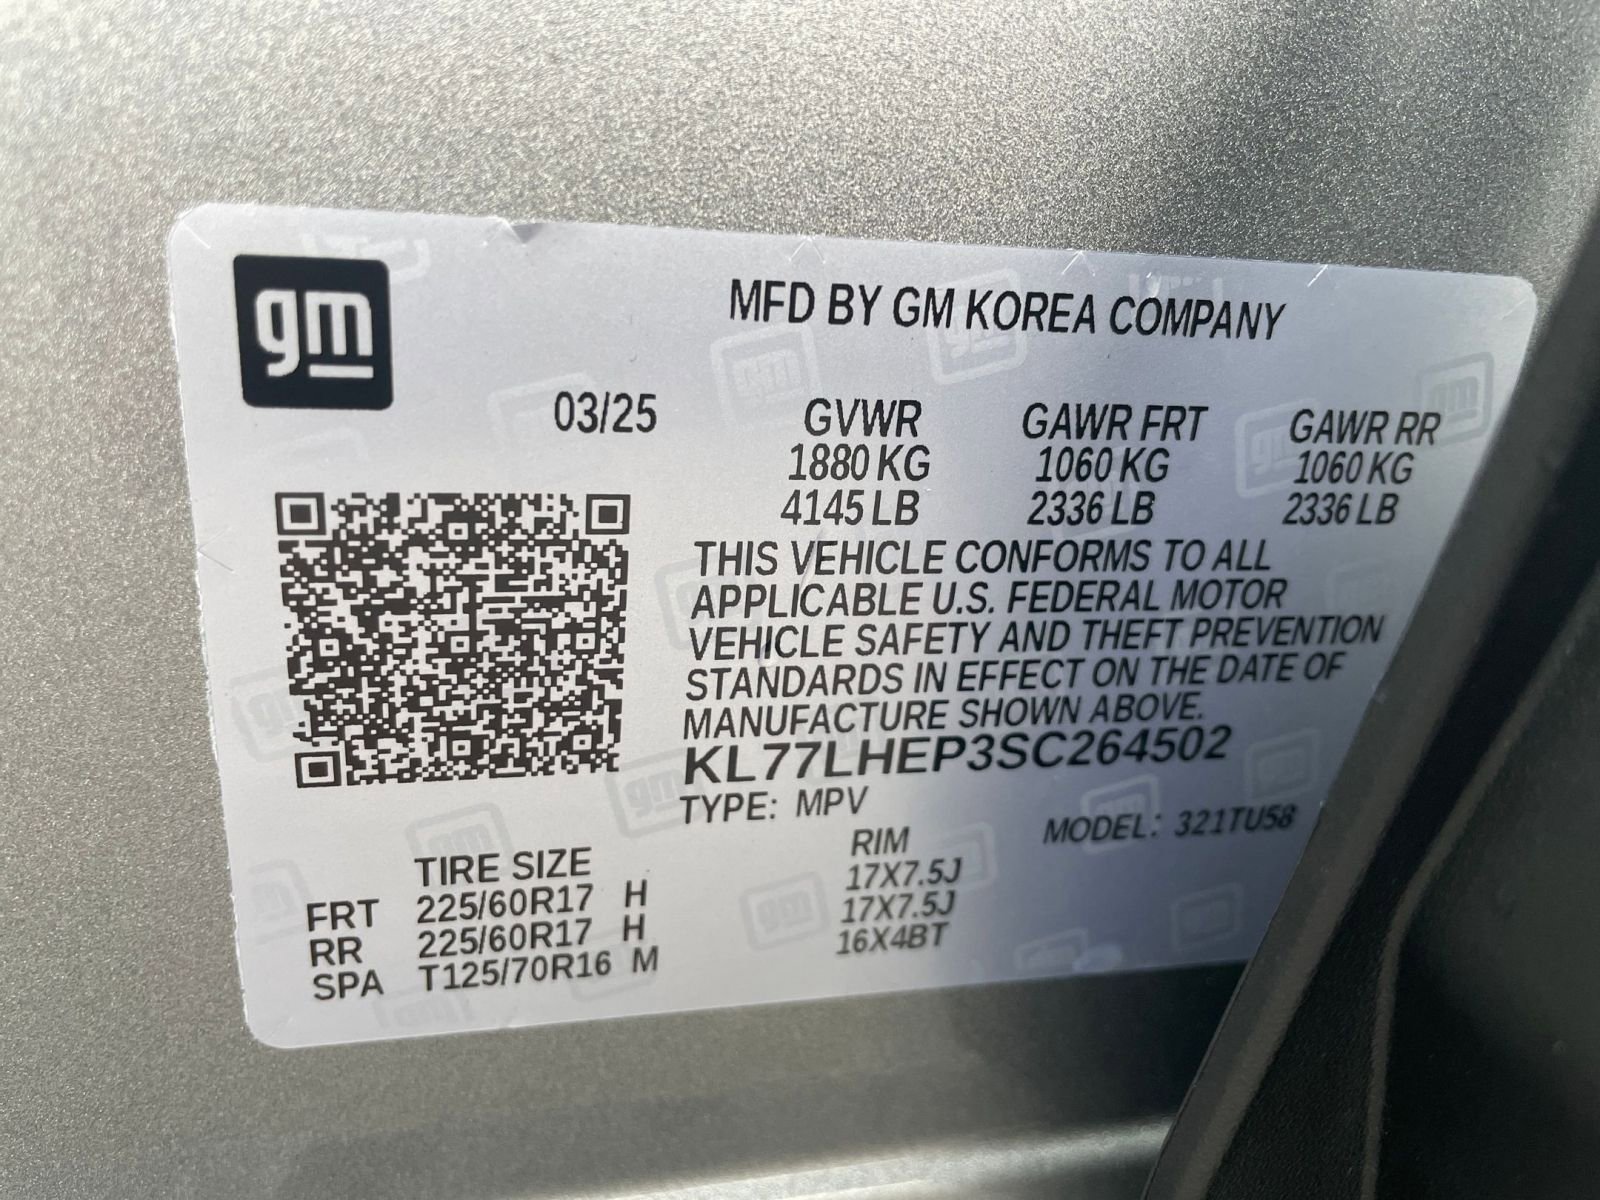 gm
MFD BY GM KOREA COMPANY
03/25
GVWR GAWR FRT GAWR RR
1880 KG 1060 KG 1060 KG
4145 LB 2336 LB 2336 LB
THIS VEHICLE CONFORMS TO ALL
APPLICABLE U.S. FEDERAL MOTOR
VEHICLE SAFETY AND THEFT PREVENTION
STANDARDS IN EFFECT ON THE DATE OF
MANUFACTURE SHOWN ABOVE.
KL77LHEP3SC264502
TYPE: MPV MODEL: 321TU58
TIRE SIZE RIM
FRT 225/60R17 H 17X7.5J
RR 225/60R17 H 17X7.5J
SPA T125/70R16 M 16X4BT